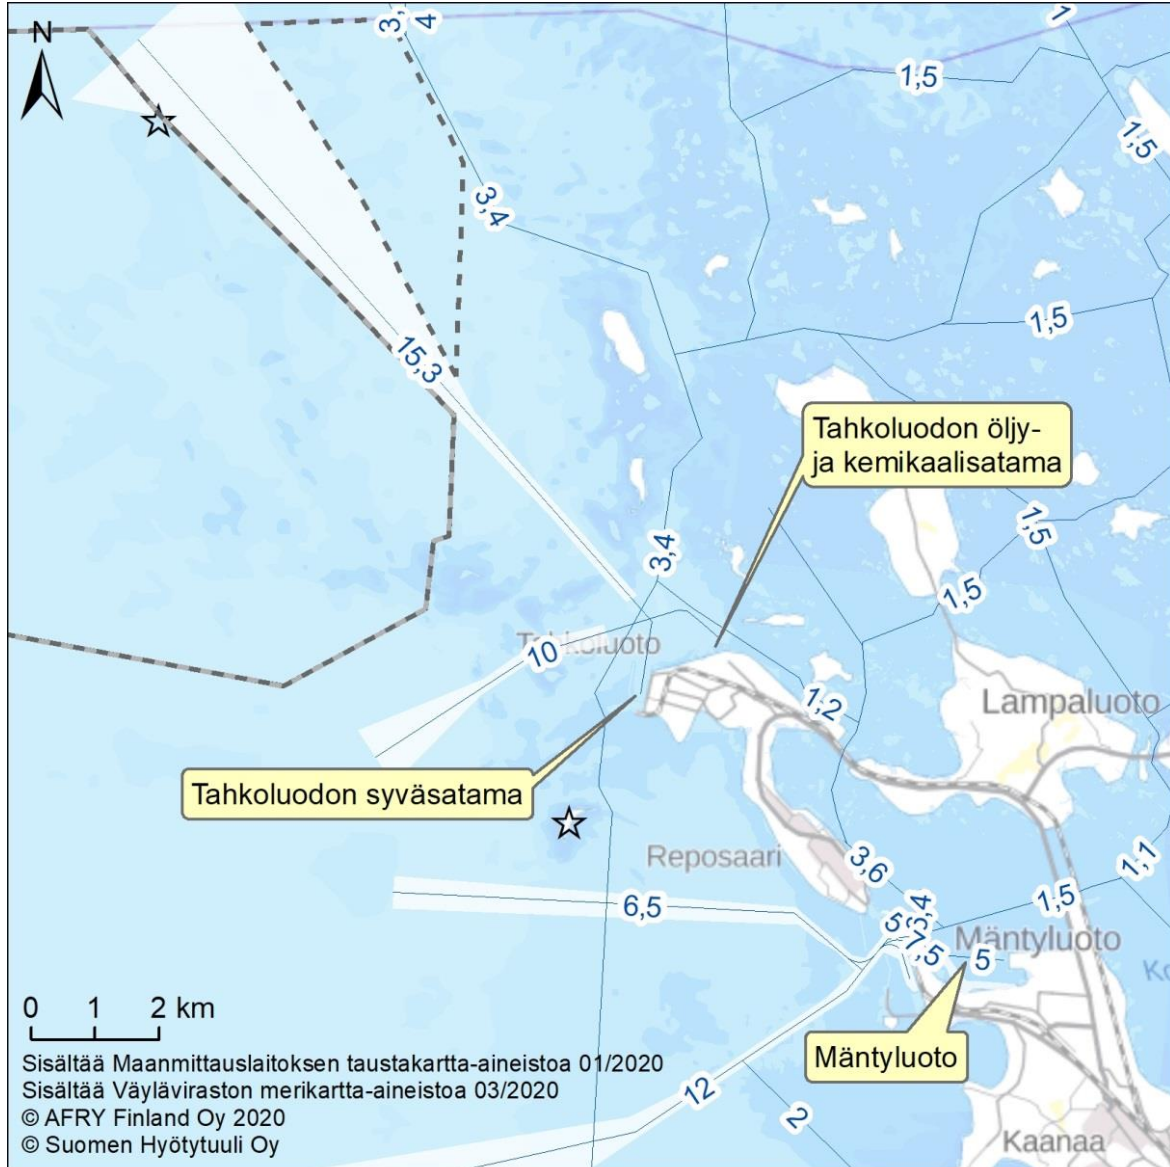 N
3,
4
1
1,5
1,5
3,4
1,5
15,3
Tahkoluodon öljy-
ja kemikaalisatama
1,5
3,4
1,5
Tahkoluoto
10
1,2
Lampaluoto
Tahkoluodon syväsatama
Reposaari
3,6
1,1
6,5
1,5
3,4
5
7,5
Mäntyluoto
5
0 1 2 km
Mäntyluoto
Sisältää Maanmittauslaitoksen taustakartta-aineistoa 01/2020
Sisältää Väyläviraston merikartta-aineistoa 03/2020
12
2
© AFRY Finland Oy 2020
© Suomen Hyötytuuli Oy
Kaanaa